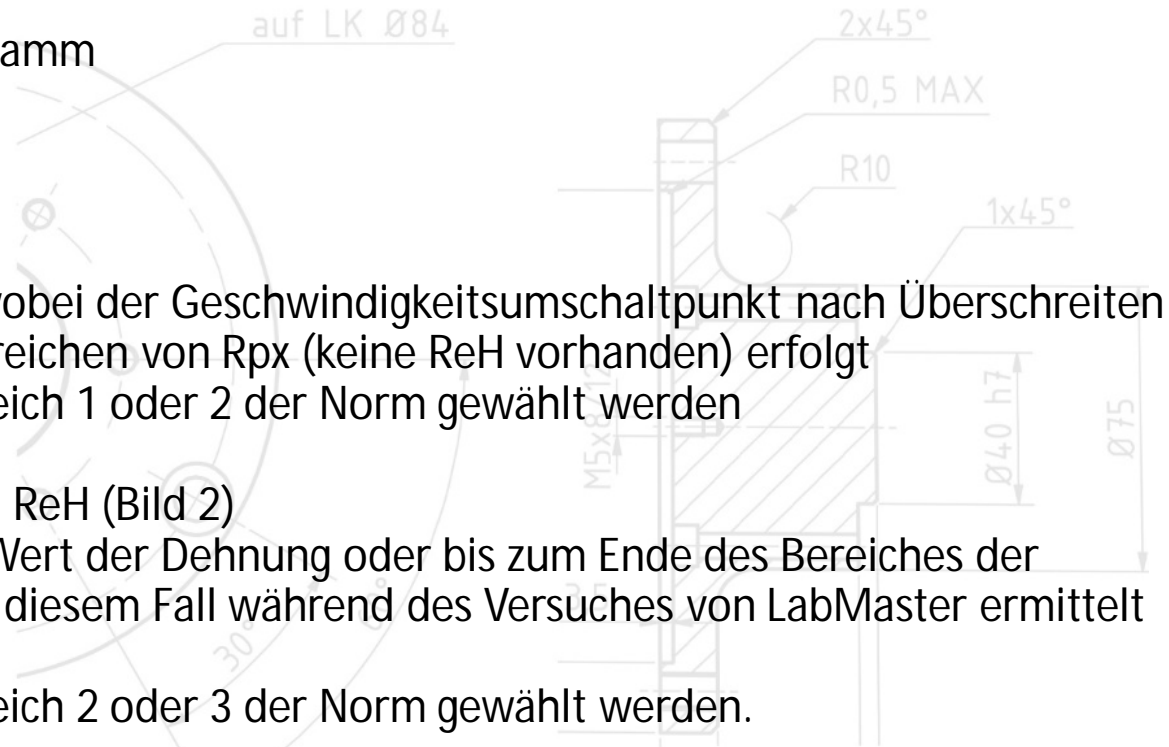 auf LK Ø84
2x45°
amm
R0,5 MAX
R10
1x45°
obei der Geschwindigkeitsumschaltpunkt nach Überschreiten
reichen von Rpx (keine ReH vorhanden) erfolgt
eich 1 oder 2 der Norm gewählt werden
M5x8/12
Ø40 h7
Ø75
ReH (Bild 2)
Wert der Dehnung oder bis zum Ende des Bereiches der
diesem Fall während des Versuches von LabMaster ermittelt
30°
eich 2 oder 3 der Norm gewählt werden.